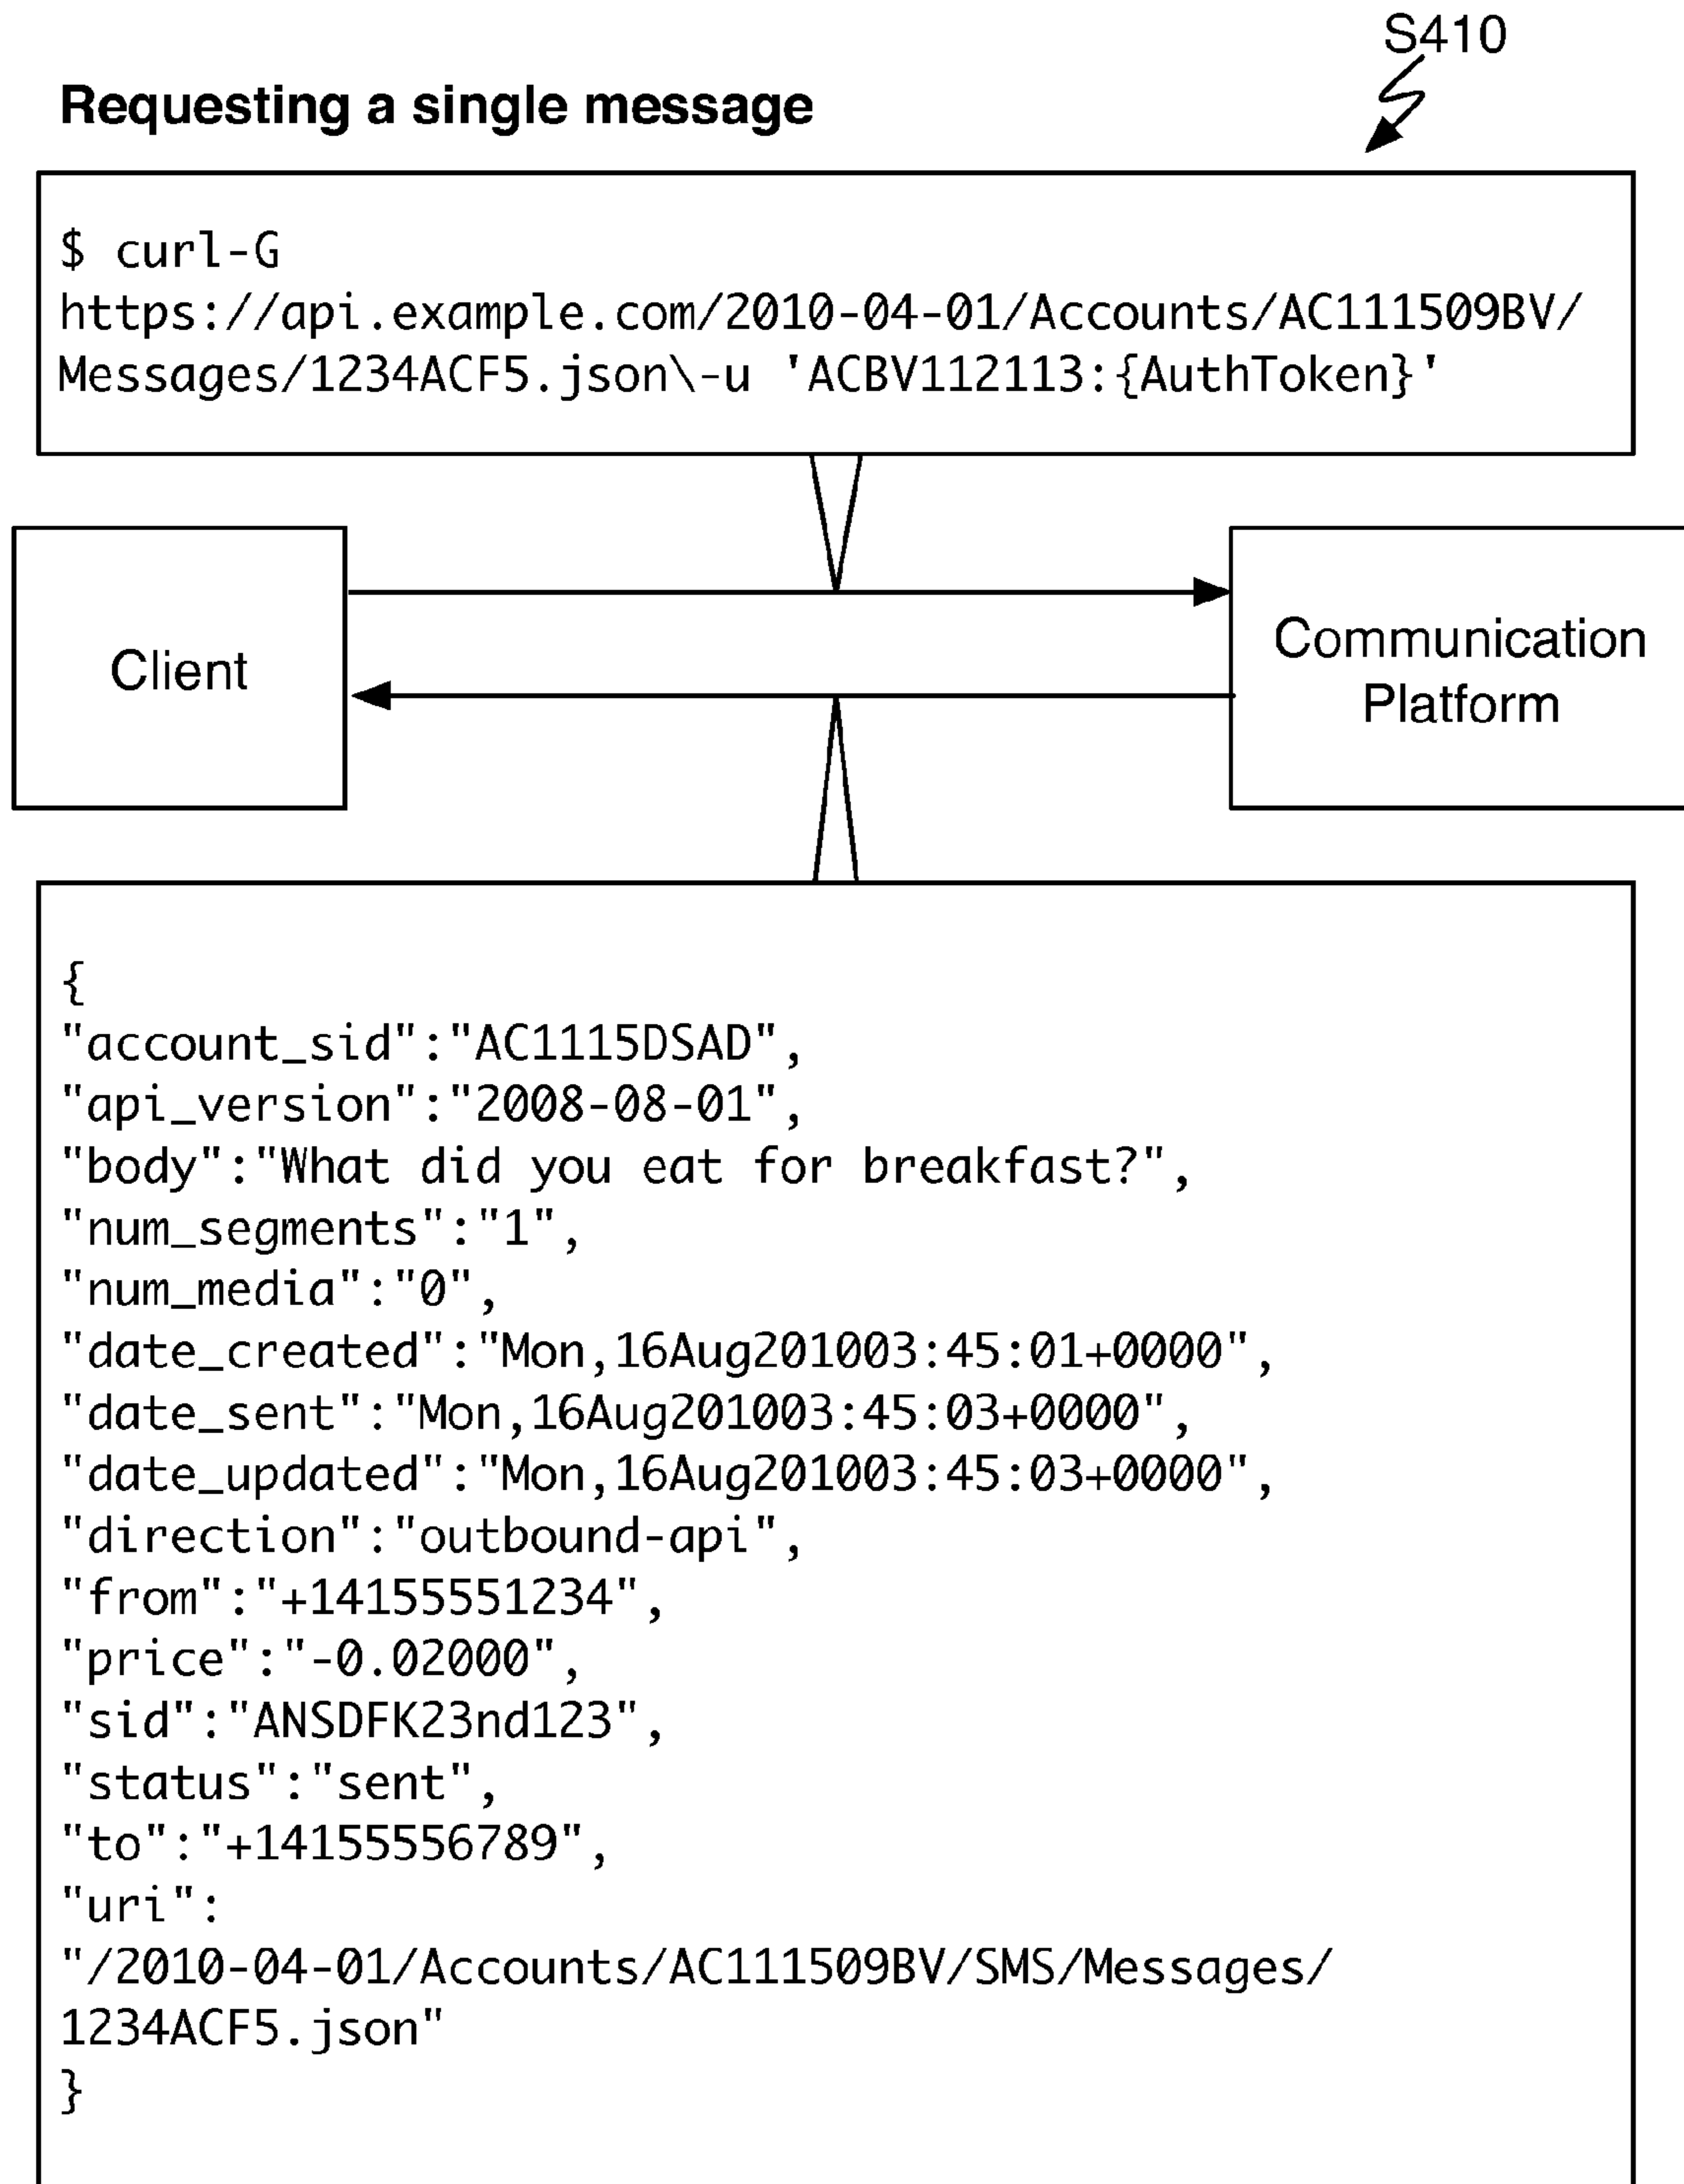 S410
Requesting a single message
$ curl-G
https://api.example.com/2010-04-01/Accounts/AC111509BV/
Messages/1234ACF5.json\-u 'ACBV112113:{AuthToken}'
Client
Communication
Platform
{
"account_sid":"AC1115DSAD",
"api_version":"2008-08-01",
"body":"What did you eat for breakfast?",
"num_segments":"1",
"num_media":"0",
"date_created":"Mon,16Aug201003:45:01+0000",
"date_sent":"Mon,16Aug201003:45:03+0000",
"date_updated":"Mon,16Aug201003:45:03+0000",
"direction":"outbound-api",
"from":"+14155551234",
"price":"-0.02000",
"sid":"ANSDFK23nd123",
"status":"sent",
"to":"+14155556789",
"uri":
"/2010-04-01/Accounts/AC111509BV/SMS/Messages/
1234ACF5.json"
}